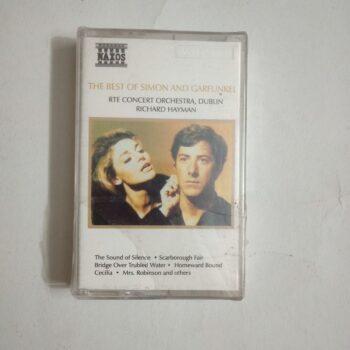 NAXOS
THE BEST OF SIMON AND GARFUNKEL
RTE CONCERT ORCHESTRA, DUBLIN
RICHARD HAYMAN
The Sound of Silence • Scarborough Fair
Bridge Over Trubled Water • Homeward Bound
Cecilia • Mrs. Robinson and others